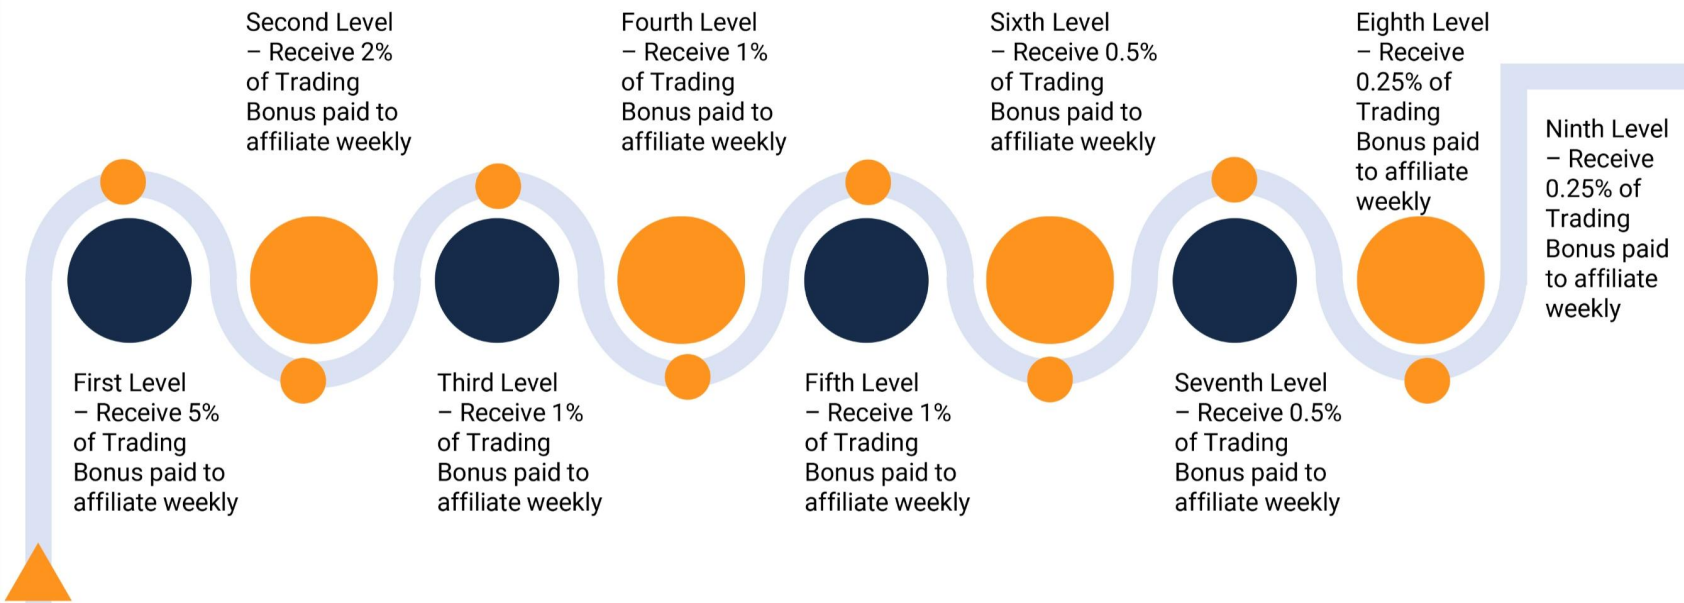 First Level
– Receive 5%
of Trading
Bonus paid to
affiliate weekly
Second Level
– Receive 2%
of Trading
Bonus paid to
affiliate weekly
Third Level
– Receive 1%
of Trading
Bonus paid to
affiliate weekly
Fourth Level
– Receive 1%
of Trading
Bonus paid to
affiliate weekly
Fifth Level
– Receive 1%
of Trading
Bonus paid to
affiliate weekly
Sixth Level
– Receive 0.5%
of Trading
Bonus paid to
affiliate weekly
Seventh Level
– Receive 0.5%
of Trading
Bonus paid to
affiliate weekly
Eighth Level
– Receive
0.25% of
Trading
Bonus paid
to affiliate
weekly
Ninth Level
– Receive
0.25% of
Trading
Bonus paid
to affiliate
weekly